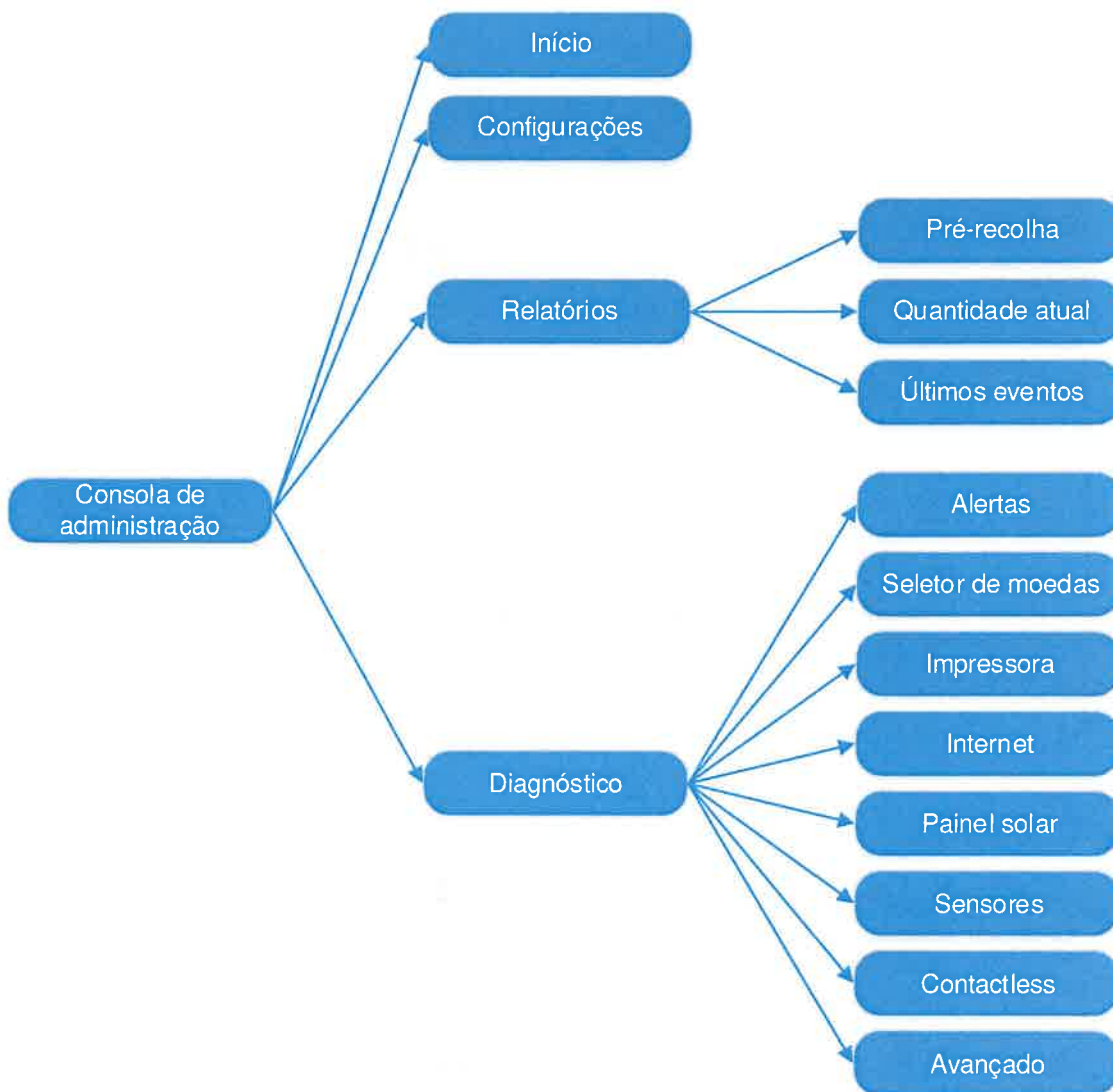 Início
Configurações
Relatórios
Pré-recolha
Quantidade atual
Últimos eventos
Consola de
administração
Diagnóstico
Alertas
Seletor de moedas
Impressora
Internet
Painel solar
Sensores
Contactless
Avançado